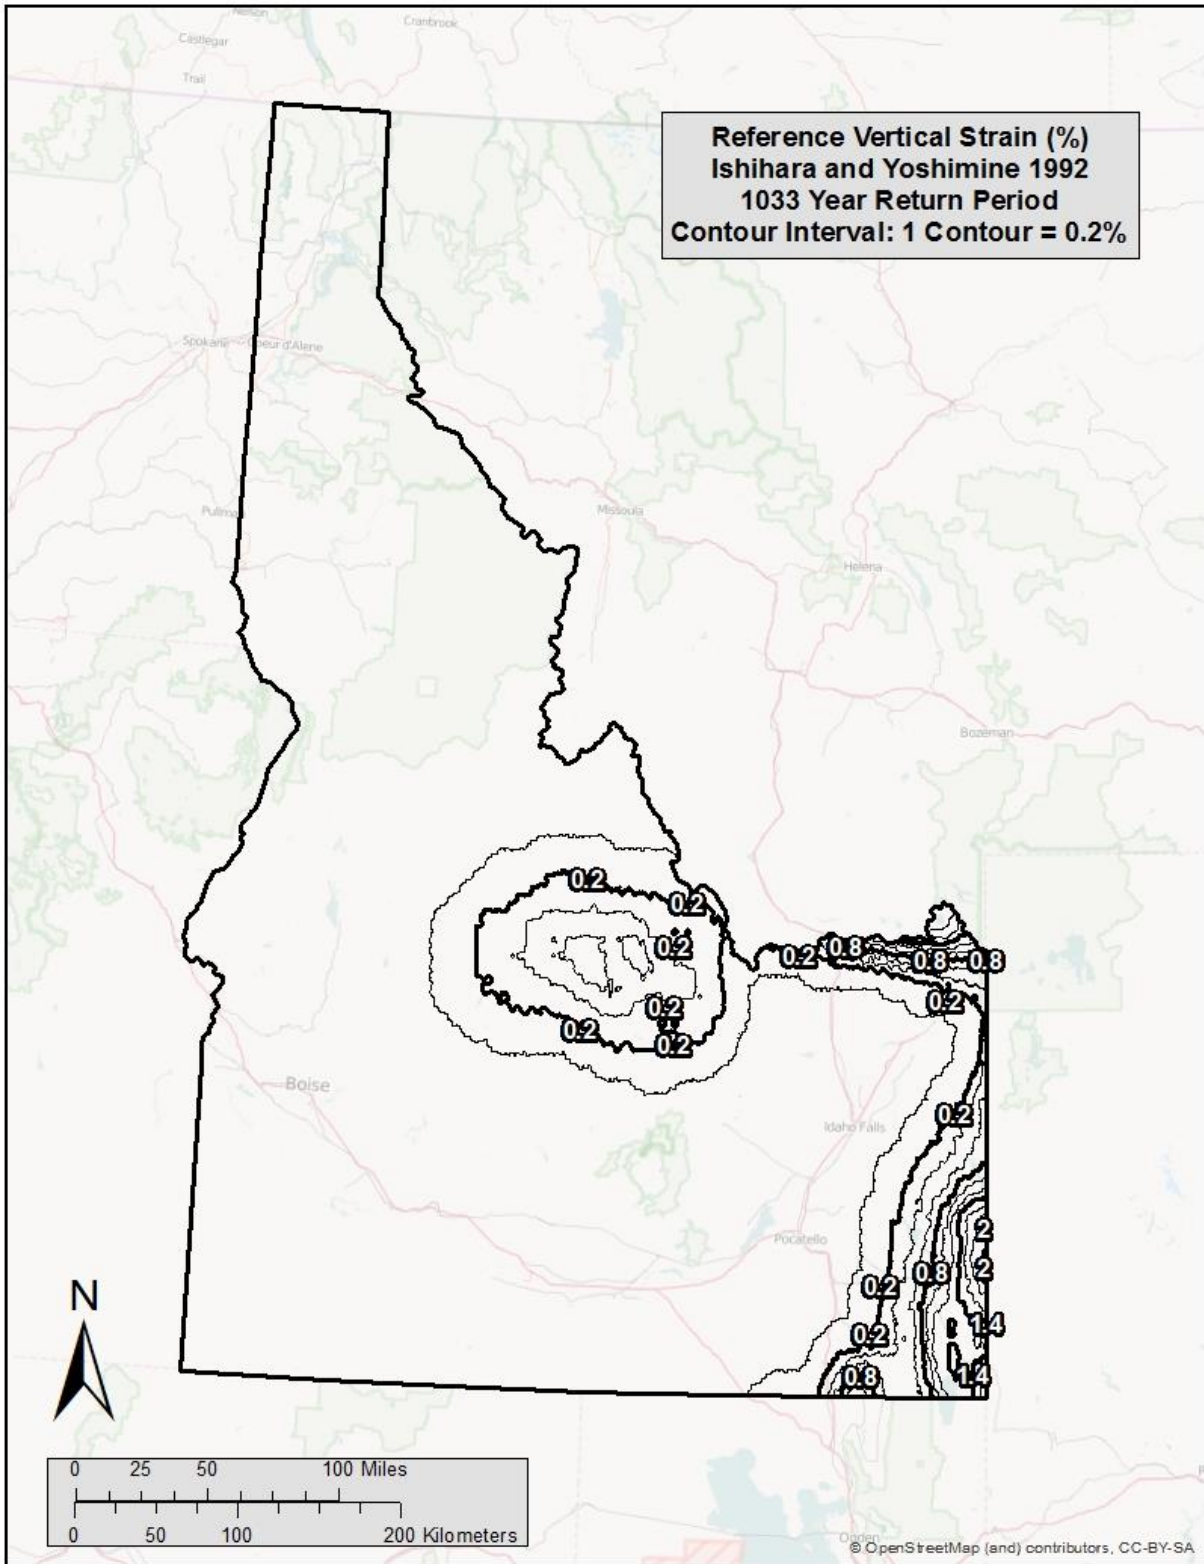 Nelson
Cranbrook
Castlegar
Trail
Reference Vertical Strain (%)
Ishihara and Yoshimine 1992
1033 Year Return Period
Contour Interval: 1 Contour = 0.2%
Spokane
Coeur d'Alene
Pullma
Missoula
Helena
Bozeman
0.2
0.2
0.2
0.2
0.8
0.8
0.8
0.2
0.2
0.2
0.2
Boise
Idaho Falls
0.2
2
Pocatello
2
0.8
0.2
N
1.4
0.2
0.8
1.4
0 25 50 100 Miles
0 50 100 200 Kilometers
Ogden
© OpenStreetMap (and) contributors, CC-BY-SA